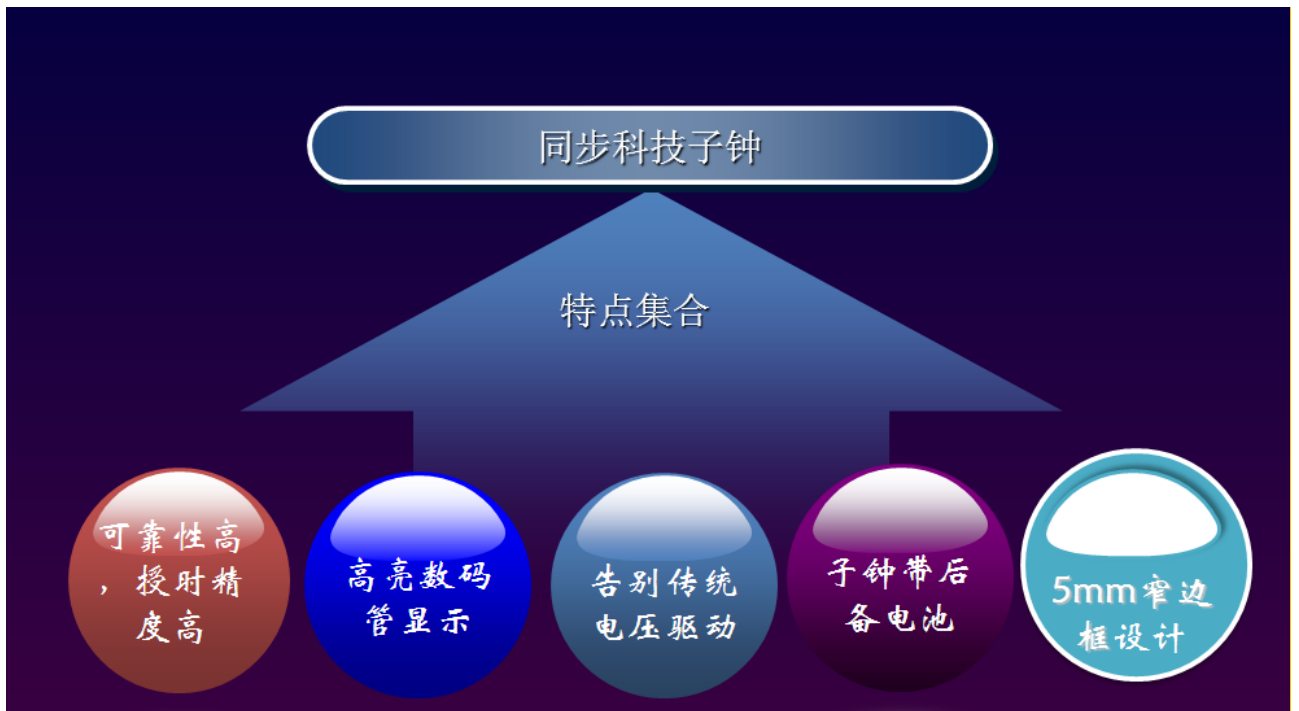 同步科技子钟
特点集合
可靠性高
，授时精
度高
高亮数码
管显示
告别传统
电压驱动
子钟带后
备电池
5mm窄边
框设计